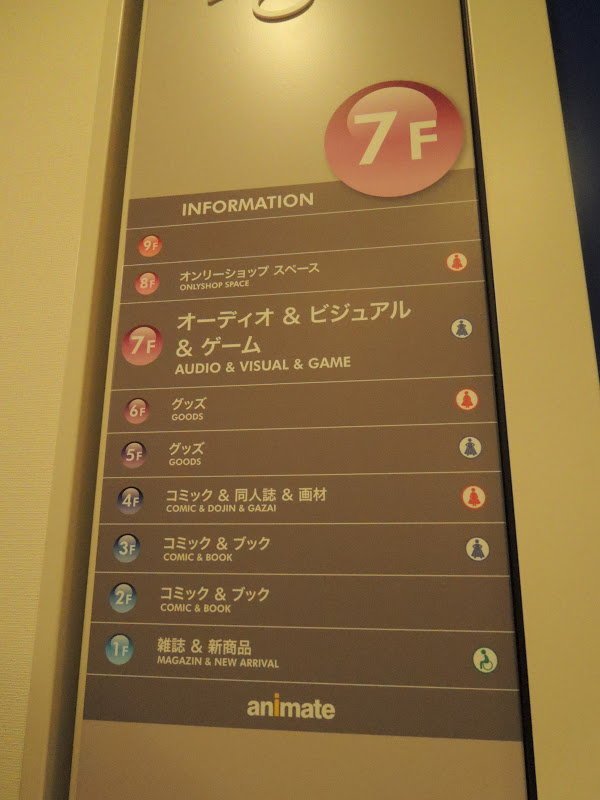 7F
INFORMATION
9F
8F オンリーショップ スペース
ONLYSHOP SPACE
7F オーディオ & ビジュアル
& ゲーム
AUDIO & VISUAL & GAME
6F グッズ
GOODS
5F グッズ
GOODS
4F コミック & 同人誌 & 画材
COMIC & DOJIN & GAZAI
3F コミック & ブック
COMIC & BOOK
2F コミック & ブック
COMIC & BOOK
1F 雑誌 & 新商品
MAGAZIN & NEW ARRIVAL
animate